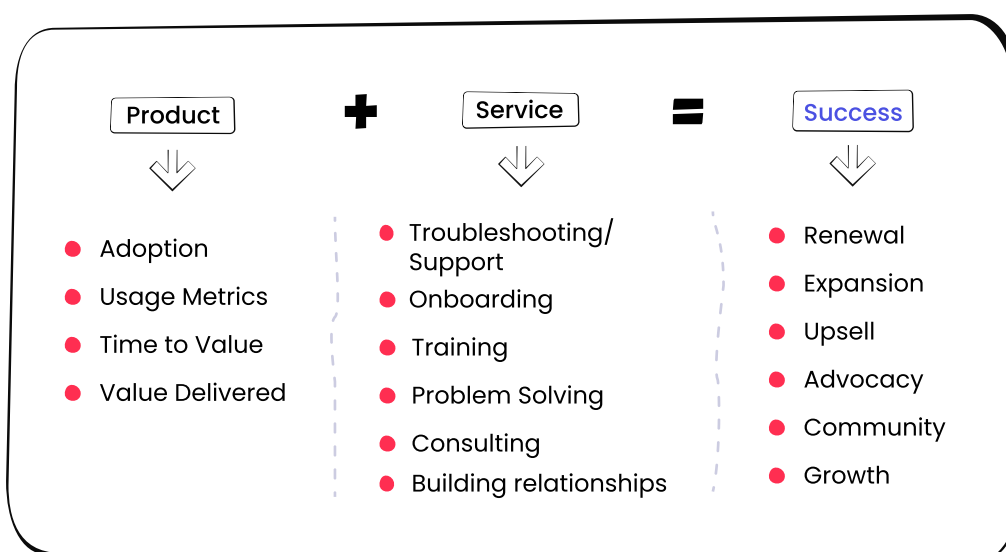 Product + Service = Success
Adoption
Usage Metrics
Time to Value
Value Delivered
Troubleshooting/
Support
Onboarding
Training
Problem Solving
Consulting
Building relationships
Renewal
Expansion
Upsell
Advocacy
Community
Growth